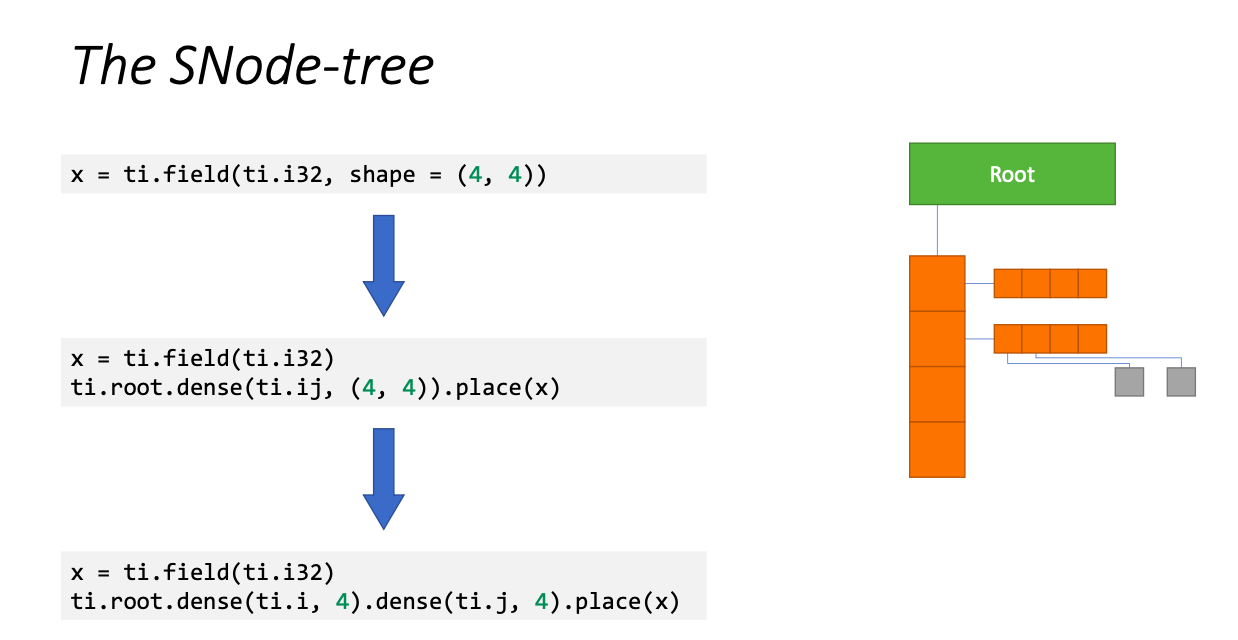 The SNode-tree
x = ti.field(ti.i32, shape = (4, 4))
Root
x = ti.field(ti.i32)
ti.root.dense(ti.ij, (4, 4)).place(x)
x = ti.field(ti.i32)
ti.root.dense(ti.i, 4).dense(ti.j, 4).place(x)